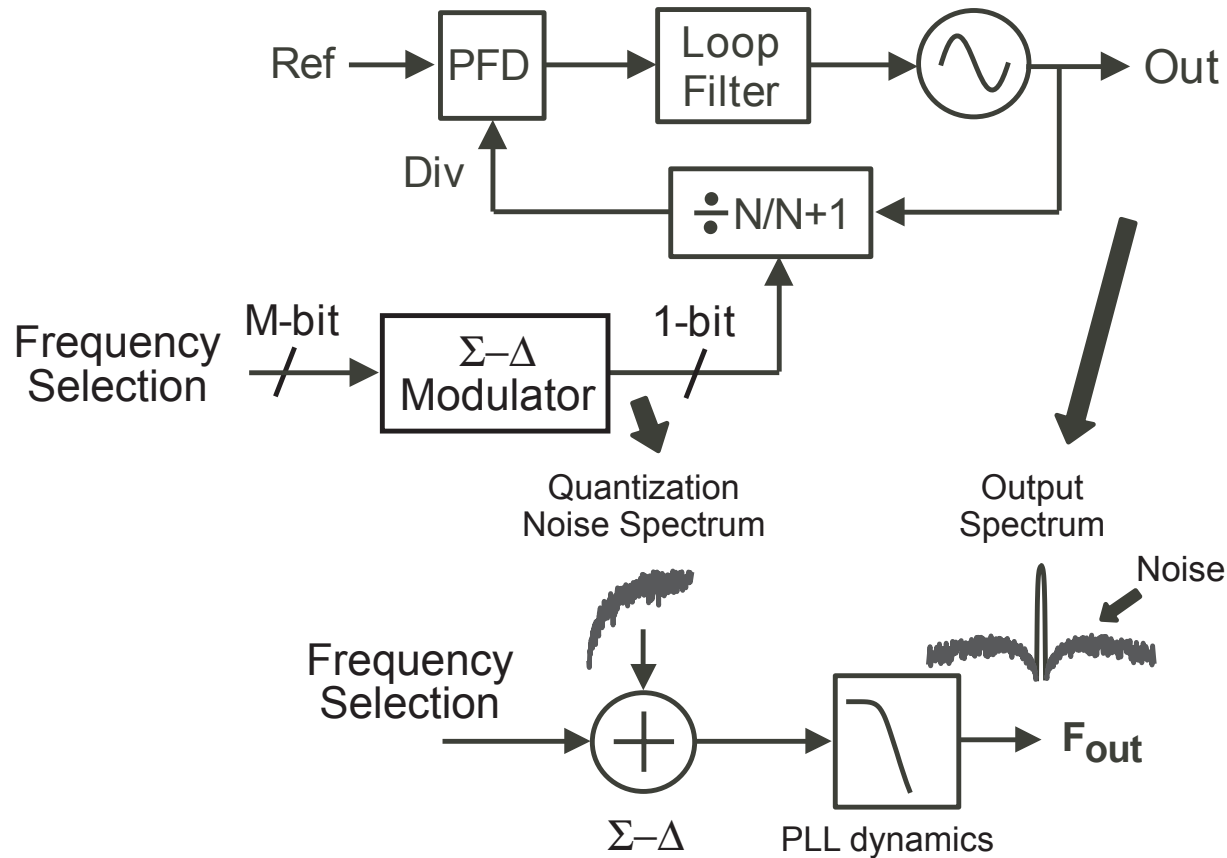 Ref
PFD
Loop
Filter
Out
Div
÷ N/N+1
Frequency
Selection
M-bit
Σ–Δ
Modulator
1-bit
Quantization
Noise Spectrum
Output
Spectrum
Noise
Frequency
Selection
Fout
Σ–Δ
PLL dynamics